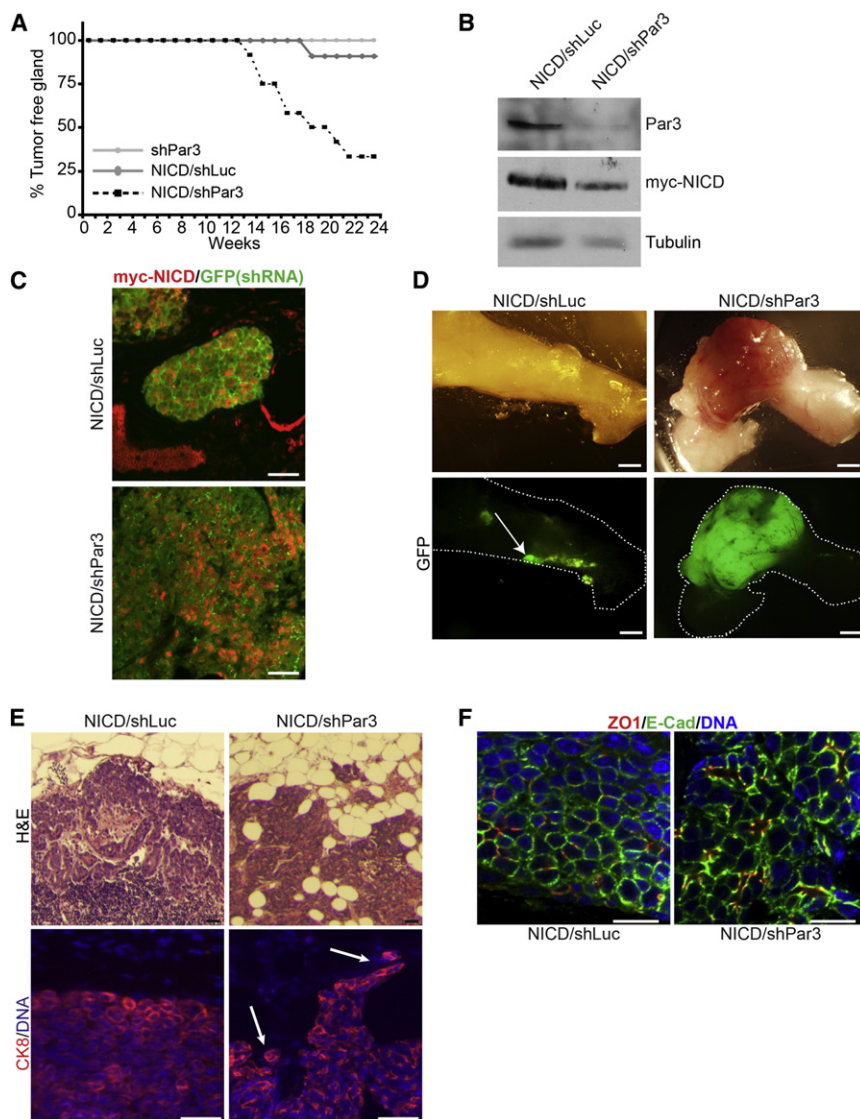 A
% Tumor free gland
100
75
50
25
0
shPar3
NICD/shLuc
NICD/shPar3
0 2 4 6 8 10 12 14 16 18 20 22 24
Weeks
B
NICD/shLuc
NICD/shPar3
Par3
myc-NICD
Tubulin
C
myc-NICD/GFP(shRNA)
NICD/shLuc
NICD/shPar3
D
NICD/shLuc NICD/shPar3
GFP
E
NICD/shLuc NICD/shPar3
H&E
CK8/DNA
F
ZO1/E-Cad/DNA
NICD/shLuc NICD/shPar3